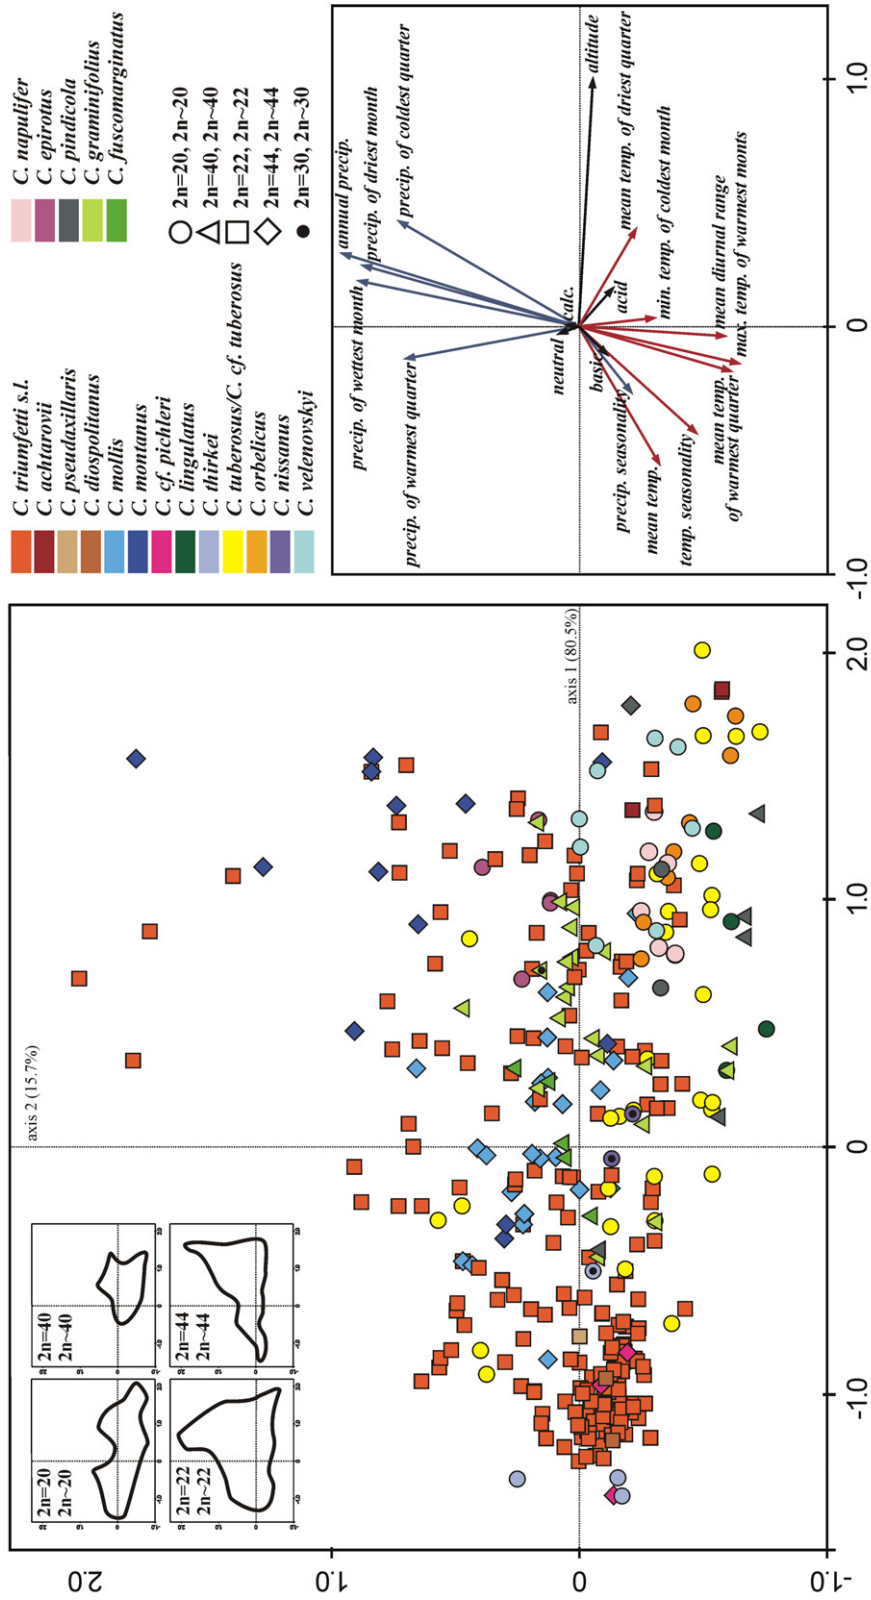 2n=20
2n~20
2n=40
2n~40
2n=22
2n~22
2n=44
2n~44
axis 2 (15.7%)
axis 1 (80.5%)
2.0
1.0
0
-1.0
-1.0
0
1.0
2.0
C. triumfetti s.l.
C. achtarovii
C. pseudaxillaris
C. diospolitanus
C. mollis
C. montanus
C. cf. pichleri
C. lingulatus
C. thirkei
C. tuberosus/C. cf. tuberosus
C. orbelicus
C. nissanus
C. velenovskyi
C. napulifer
C. epirotus
C. pindicola
C. graminifolius
C. fuscomarginatus
2n=20, 2n~20
2n=40, 2n~40
2n=22, 2n~22
2n=44, 2n~44
2n=30, 2n~30
annual precip.
precip. of wettest month
precip. of driest month
precip. of coldest quarter
precip. of warmest quarter
neutral
calc.
altitude
basic
acid
precip. seasonality
mean temp. of driest quarter
mean temp.
min. temp. of coldest month
temp. seasonality
mean temp.
of warmest quarter
mean diurnal range
max. temp. of warmest monts
-1.0
0
1.0